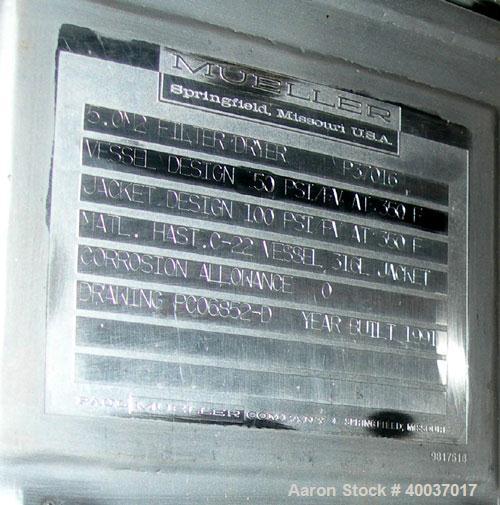 MUELLER
Springfield, Missouri U.S.A.
5.0M2 FILTER/DRYER P37016
VESSEL DESIGN 50 PSI/FV AT 350 F
JACKET DESIGN 100 PSI/FV AT 350 F
MATL. HAST. C-22 VESSEL, 316L JACKET
CORROSION ALLOWANCE 0
DRAWING PC06852-D YEAR BUILT 1991
PAUL MUELLER COMPANY • SPRINGFIELD, MISSOURI
9817518
Aaron Stock # 40037017